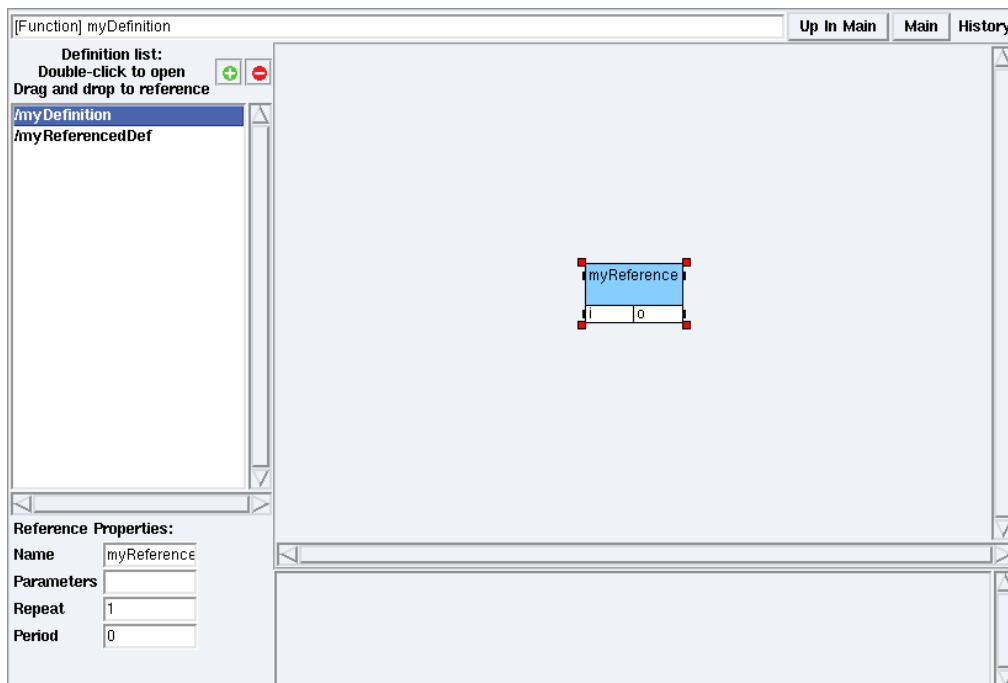 [Function] myDefinition
Up In Main
Main
History
Definition list:
Double-click to open
Drag and drop to reference
/myDefinition
/myReferencedDef
myReference
i
o
Reference Properties:
Name myReference
Parameters
Repeat 1
Period 0